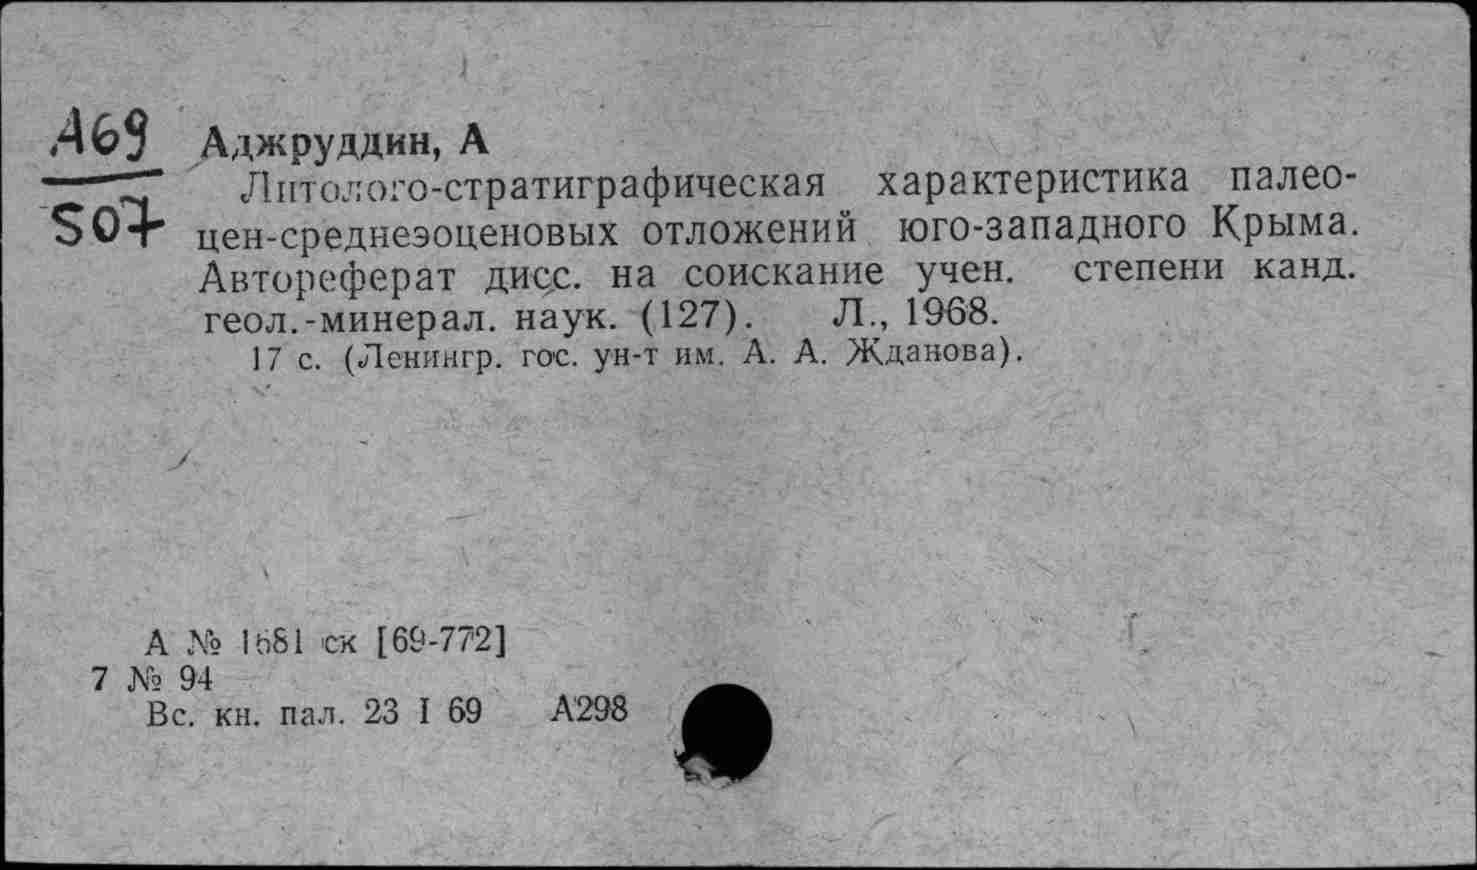 А69 Аджруддин, А
507 Литолого-стратиграфическая характеристика палео-
цен-среднеэоценовых отложений юго-западного Крыма.
Автореферат дисс. на соискание учен. степени канд.
геол.-минерал. наук. (127). Л., 1968.
17 с. (Ленингр. гос. ун-т им. А. А. Жданова).
А № 1681 ск [69-772]
7 № 94
Вс. кн. пал. 23 I 69 А298